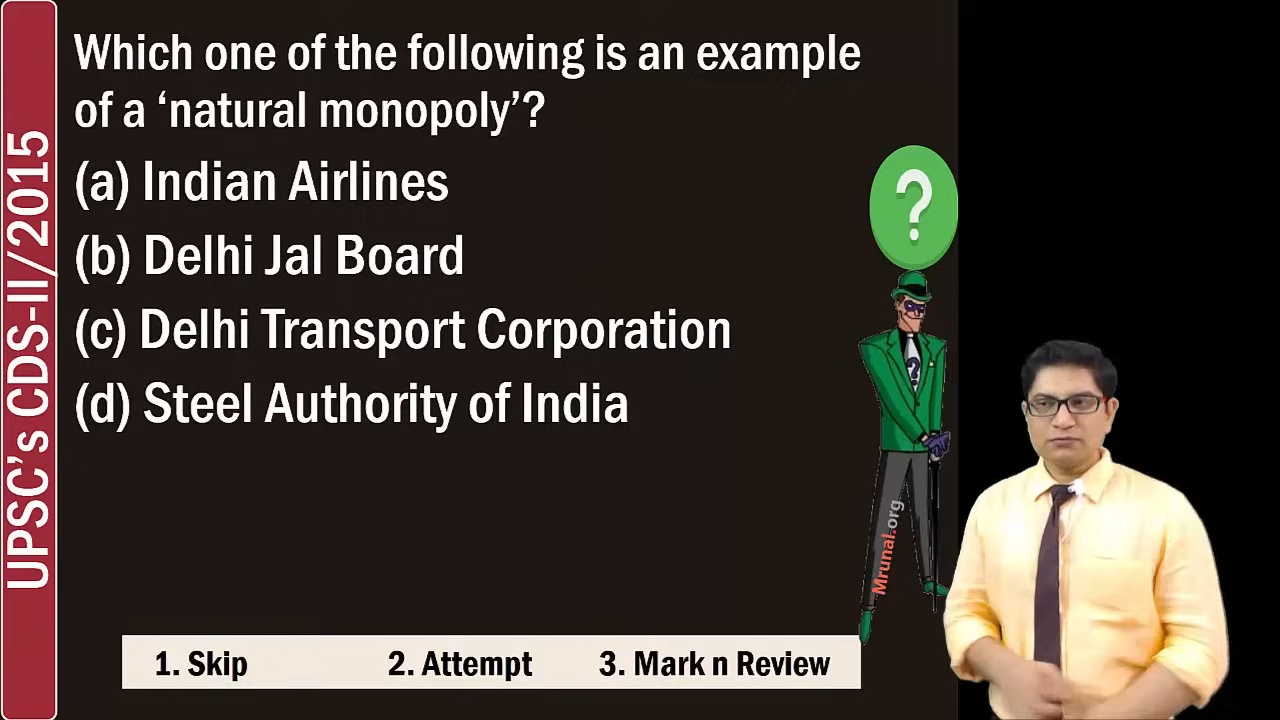 UPSC's CDS-II/2015
Which one of the following is an example
of a ‘natural monopoly’?
(a) Indian Airlines
(b) Delhi Jal Board
(c) Delhi Transport Corporation
(d) Steel Authority of India
?
?
Mrunal.org
1. Skip 2. Attempt 3. Mark n Review